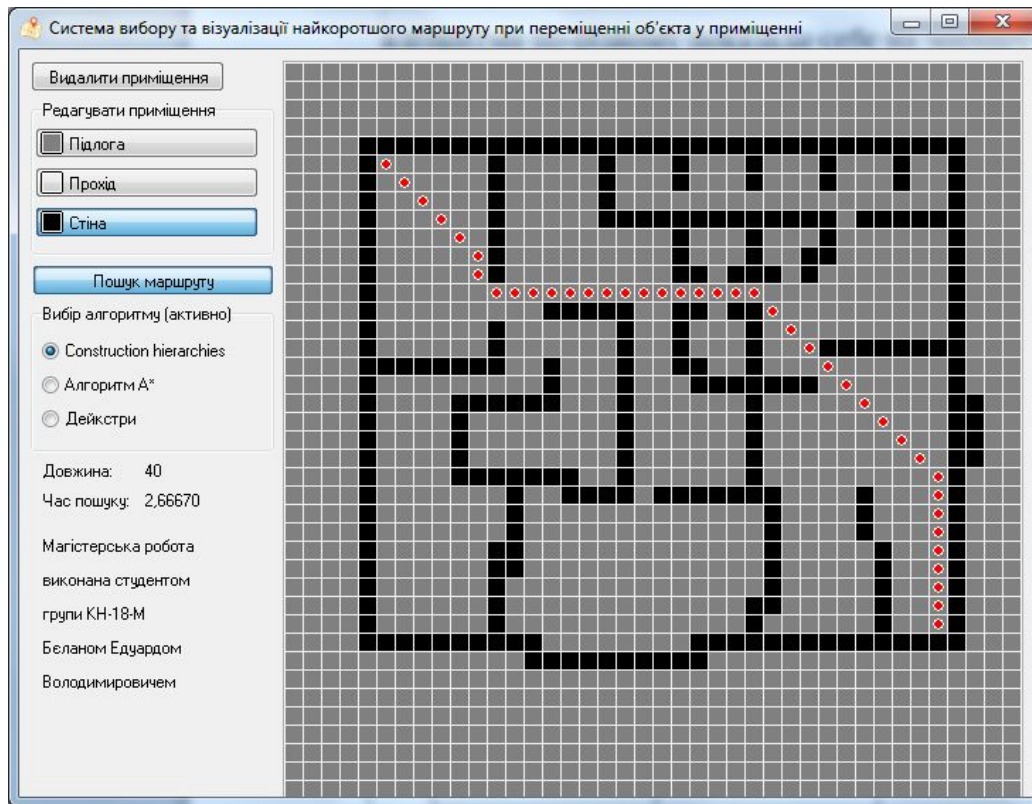 Система вибору та візуалізації найкоротшого маршруту при переміщенні об'єкта у приміщенні
Видалити приміщення
Редагувати приміщення
Підлога
Прохід
Стіна
Пошук маршруту
Вибір алгоритму (активно)
Construction hierarchies
Алгоритм А*
Дейкстри
Довжина: 40
Час пошуку: 2,66670
Магістерська робота
виконана студентом
групи КН-18-М
Бєланом Едуардом
Володимировичем